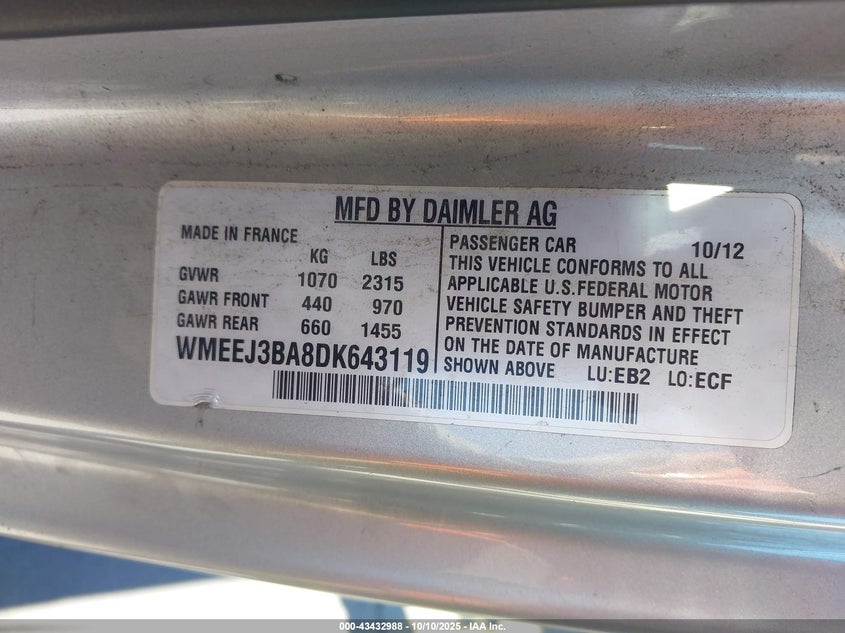 MFD BY DAIMLER AG
MADE IN FRANCE
KG LBS
GVWR 1070 2315
GAWR FRONT 440 970
GAWR REAR 660 1455
WMEEJ3BA8DK643119
PASSENGER CAR 10/12
THIS VEHICLE CONFORMS TO ALL
APPLICABLE U.S.FEDERAL MOTOR
VEHICLE SAFETY BUMPER AND THEFT
PREVENTION STANDARDS IN EFFECT
ON THE DATE OF MANUFACTURE
SHOWN ABOVE LU:EB2 LO:ECF
000-43432988 - 10/10/2025 - IAA Inc.